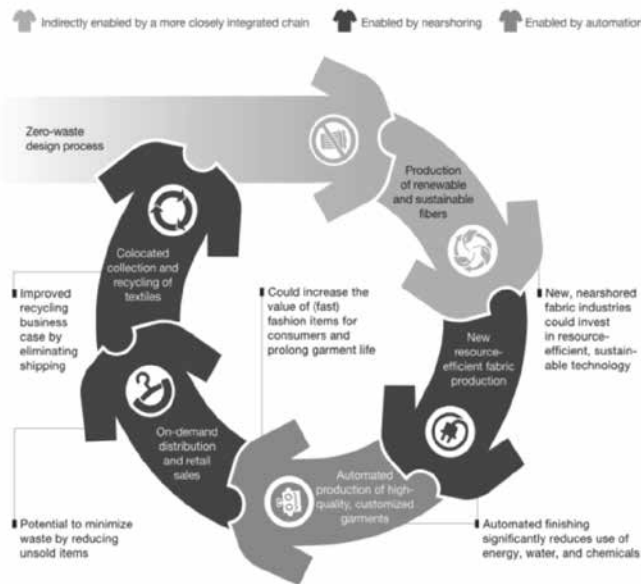 Indirectly enabled by a more closely integrated chain
Enabled by nearshoring
Enabled by automation
Zero-waste
design process
Production
of renewable
and sustainable
fibers
Colocated
collection and
recycling of
textiles
Improved
recycling
business
case by
eliminating
shipping
Could increase the
value of (fast)
fashion items for
consumers and
prolong garment life
New
resource-
efficient fabric
production
New, nearshored
fabric industries
could invest
in resource-
efficient, sustain-
able technology
On-demand
distribution
and retail
sales
Automated
production of high-
quality, customized
garments
Potential to minimize
waste by reducing
unsold items
Automated finishing
significantly reduces use of
energy, water, and chemicals